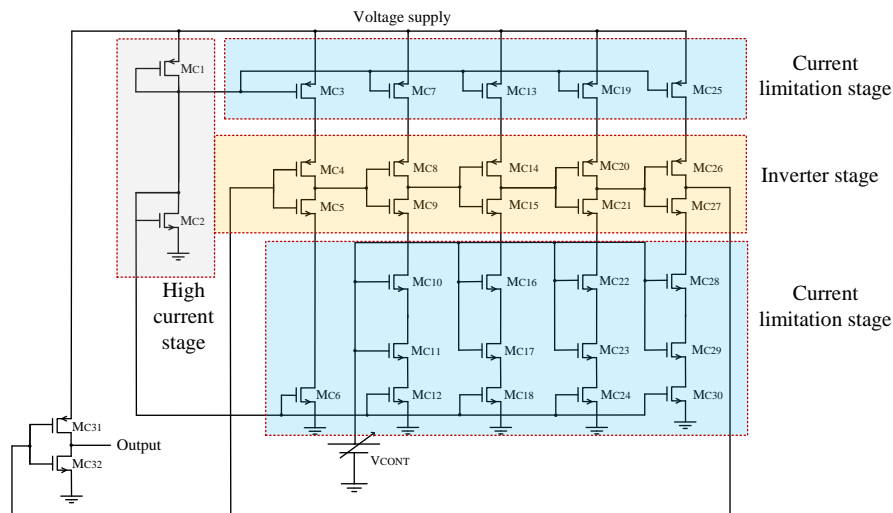 Voltage supply
MC1
MC3
MC7
MC13
MC19
MC25
Current
limitation stage
MC4
MC8
MC14
MC20
MC26
MC5
MC9
MC15
MC21
MC27
Inverter stage
MC2
High
current
stage
MC10
MC16
MC22
MC28
MC11
MC17
MC23
MC29
MC6
MC12
MC18
MC24
MC30
Current
limitation stage
MC31
MC32
Output
VCONT